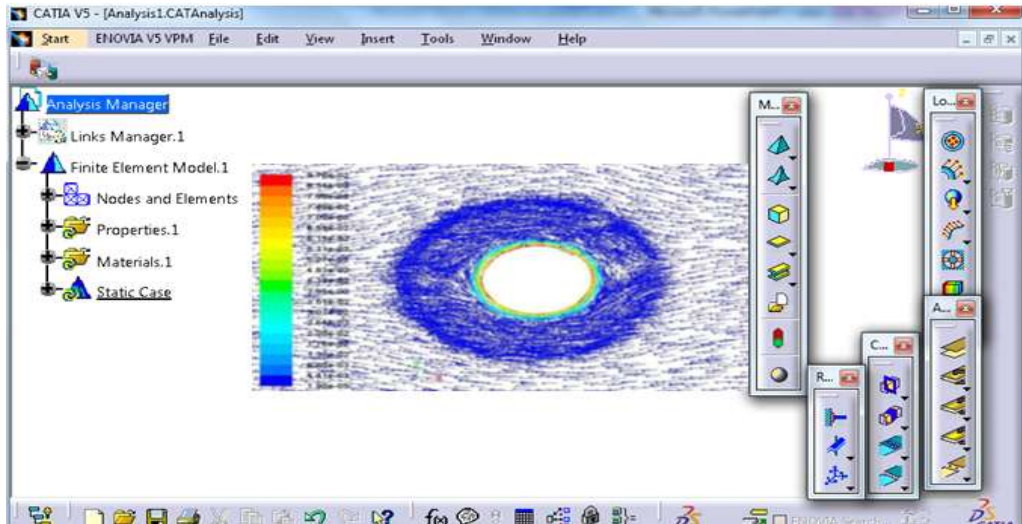 CATIA V5 - [Analysis1.CATAnalysis]
Start ENOVIA V5 VPM File Edit View Insert Tools Window Help
Analysis Manager
Links Manager.1
Finite Element Model.1
Nodes and Elements
Properties.1
Materials.1
Static Case
M...
Lo...
A...
C...
R...
f(x)